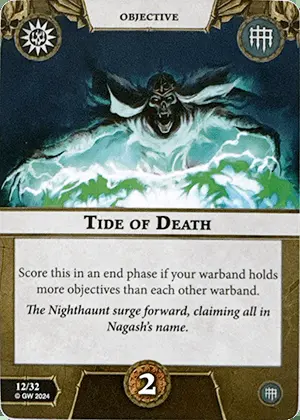 OBJECTIVE
TIDE OF DEATH
Score this in an end phase if your warband holds
more objectives than each other warband.
The Nighthaunt surge forward, claiming all in
Nagash's name.
12/32
© GW 2024
2